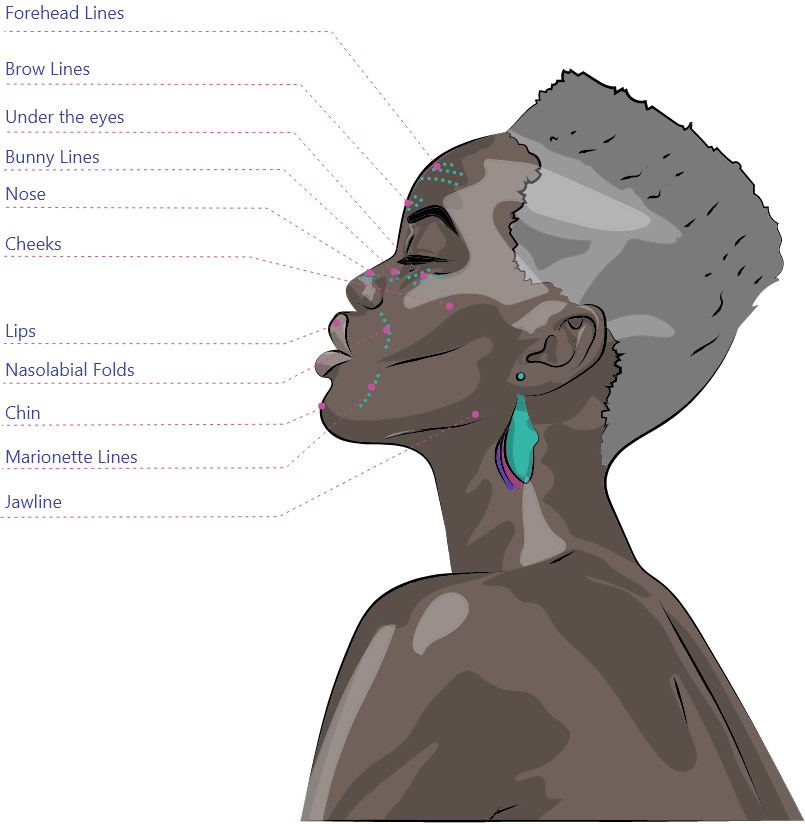 Forehead Lines
Brow Lines
Under the eyes
Bunny Lines
Nose
Cheeks
Lips
Nasolabial Folds
Chin
Marionette Lines
Jawline